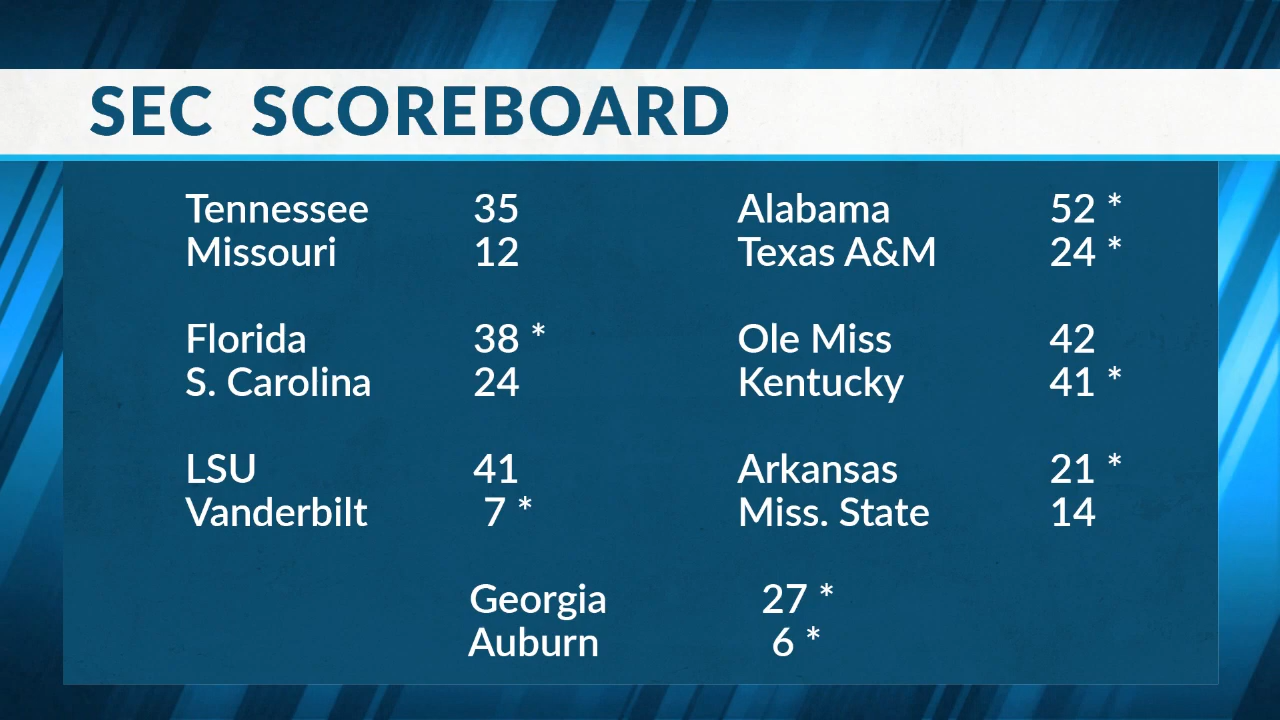 SEC SCOREBOARD
Tennessee 35
Missouri 12
Alabama 52 *
Texas A&M 24 *
Florida 38 *
S. Carolina 24
Ole Miss 42
Kentucky 41 *
LSU 41
Vanderbilt 7 *
Arkansas 21 *
Miss. State 14
Georgia 27 *
Auburn 6 *